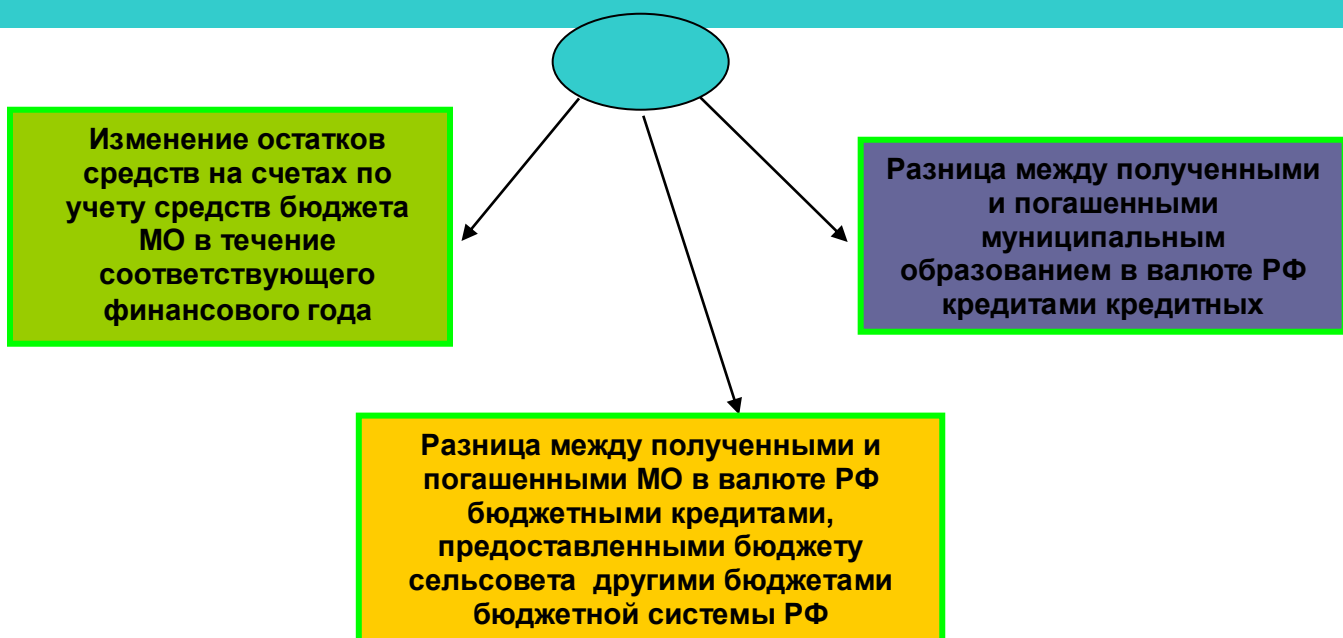 Изменение остатков
средств на счетах по
учету средств бюджета
МО в течение
соответствующего
финансового года
Разница между полученными
и погашенными
муниципальным
образованием в валюте РФ
кредитами кредитных
Разница между полученными и
погашенными МО в валюте РФ
бюджетными кредитами,
предоставленными бюджету
сельсовета другими бюджетами
бюджетной системы РФ